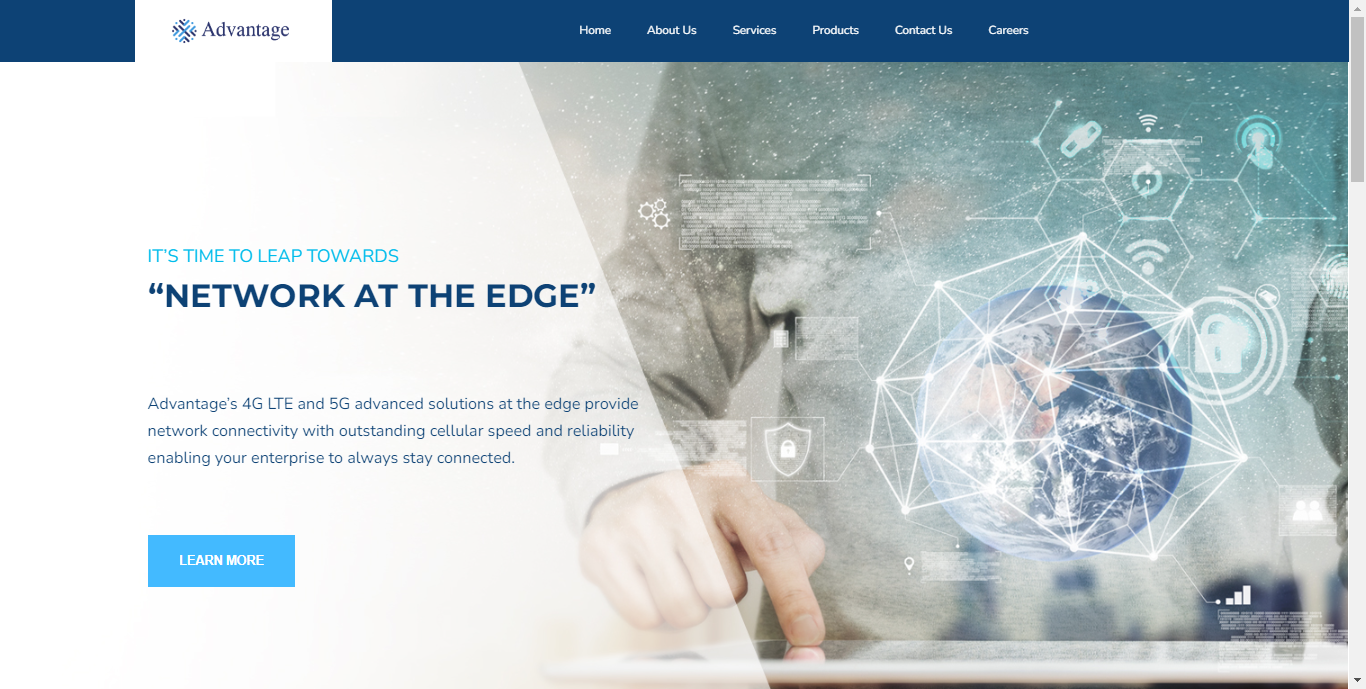 Advantage
Home About Us Services Products Contact Us Careers
IT'S TIME TO LEAP TOWARDS
“NETWORK AT THE EDGE”
Advantage's 4G LTE and 5G advanced solutions at the edge provide
network connectivity with outstanding cellular speed and reliability
enabling your enterprise to always stay connected.
LEARN MORE